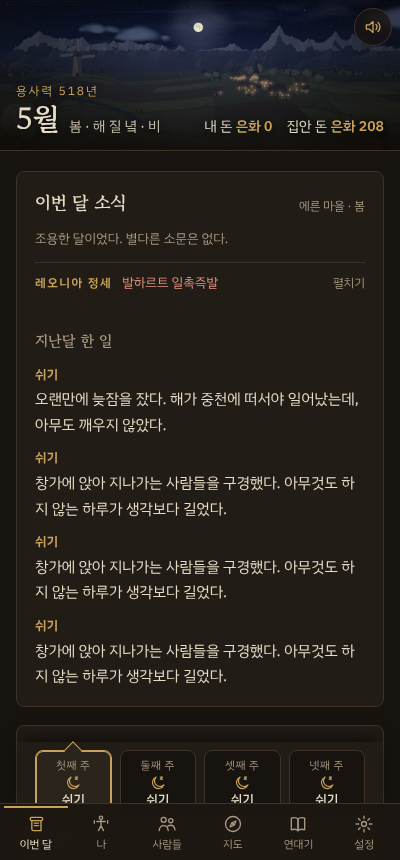 용사력 518년
5월 봄 · 해 질 녘 · 비 내 돈 은화 0 집안 돈 은화 208
이번 달 소식 에른 마을 · 봄
조용한 달이었다. 별다른 소문은 없다.
레오니아 정세 발하르트 일촉즉발 펼치기
지난달 한 일
쉬기
오랜만에 늦잠을 잤다. 해가 중천에 떠서야 일어났는데,
아무도 깨우지 않았다.
쉬기
창가에 앉아 지나가는 사람들을 구경했다. 아무것도 하
지 않는 하루가 생각보다 길었다.
쉬기
창가에 앉아 지나가는 사람들을 구경했다. 아무것도 하
지 않는 하루가 생각보다 길었다.
쉬기
창가에 앉아 지나가는 사람들을 구경했다. 아무것도 하
지 않는 하루가 생각보다 길었다.
첫째 주 둘째 주 셋째 주 넷째 주
쉬기 쉬기 쉬기 쉬기
이번 달 나 사람들 지도 연대기 설정